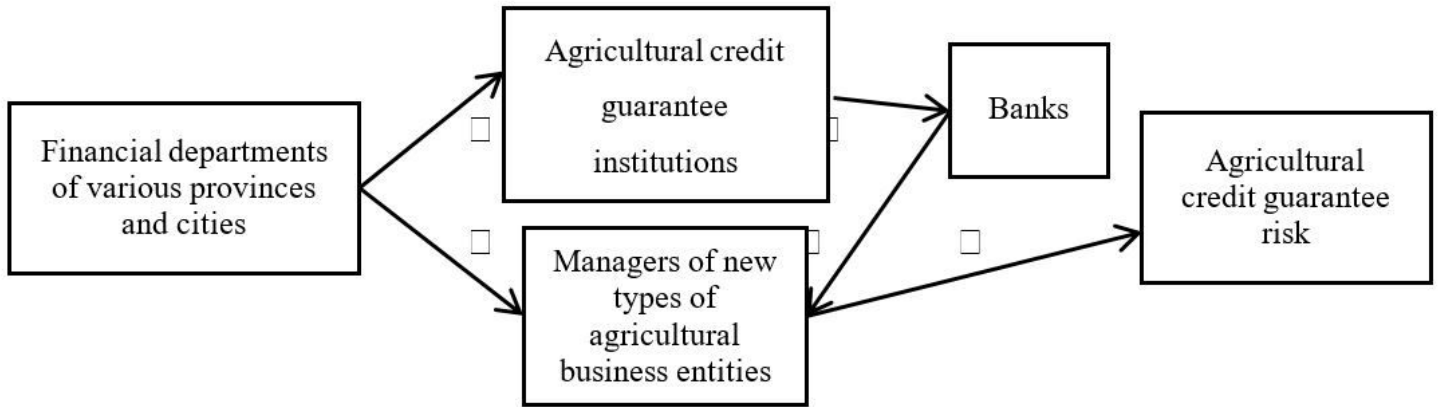 Financial departments
of various provinces
and cities
Agricultural credit
guarantee
institutions
Managers of new
types of
agricultural
business entities
Banks
Agricultural
credit guarantee
risk